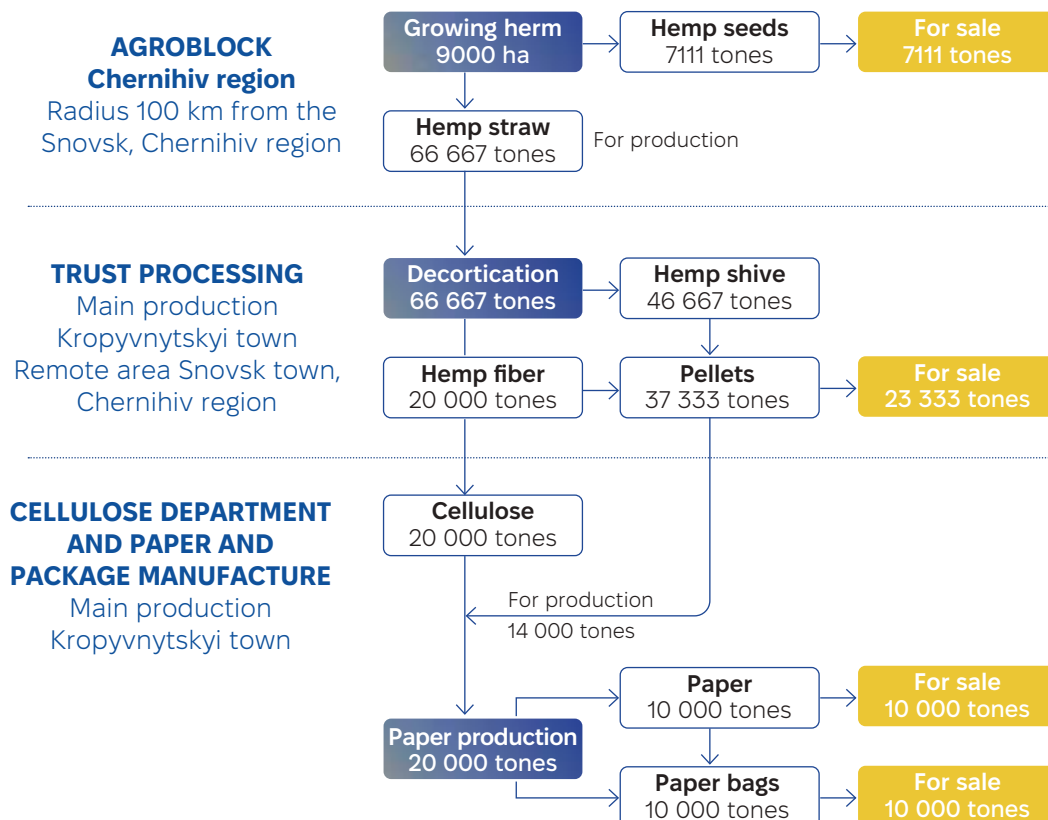 AGROBLOCK
Chernihiv region
Radius 100 km from the
Snovsk, Chernihiv region
Growing herm
9000 ha
Hemp seeds
7111 tones
For sale
7111 tones
Hemp straw
66 667 tones
For production
TRUST PROCESSING
Main production
Kropyvnytskyi town
Remote area Snovsk town,
Chernihiv region
Decortication
66 667 tones
Hemp shive
46 667 tones
Hemp fiber
20 000 tones
Pellets
37 333 tones
For sale
23 333 tones
CELLULOSE DEPARTMENT
AND PAPER AND
PACKAGE MANUFACTURE
Main production
Kropyvnytskyi town
Cellulose
20 000 tones
For production
14 000 tones
Paper production
20 000 tones
Paper
10 000 tones
For sale
10 000 tones
Paper bags
10 000 tones
For sale
10 000 tones